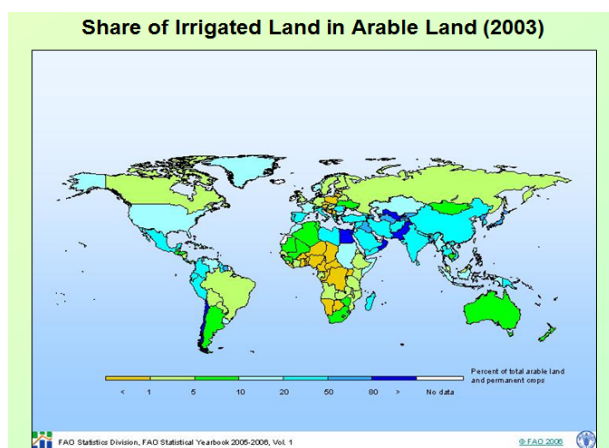 Share of Irrigated Land in Arable Land (2003)
Percent of total arable land
and permanent crops
< 1 5 10 20 50 80 > No data
FAO Statistics Division, FAO Statistical Yearbook 2005-2006, Vol. 1
© FAO 2006